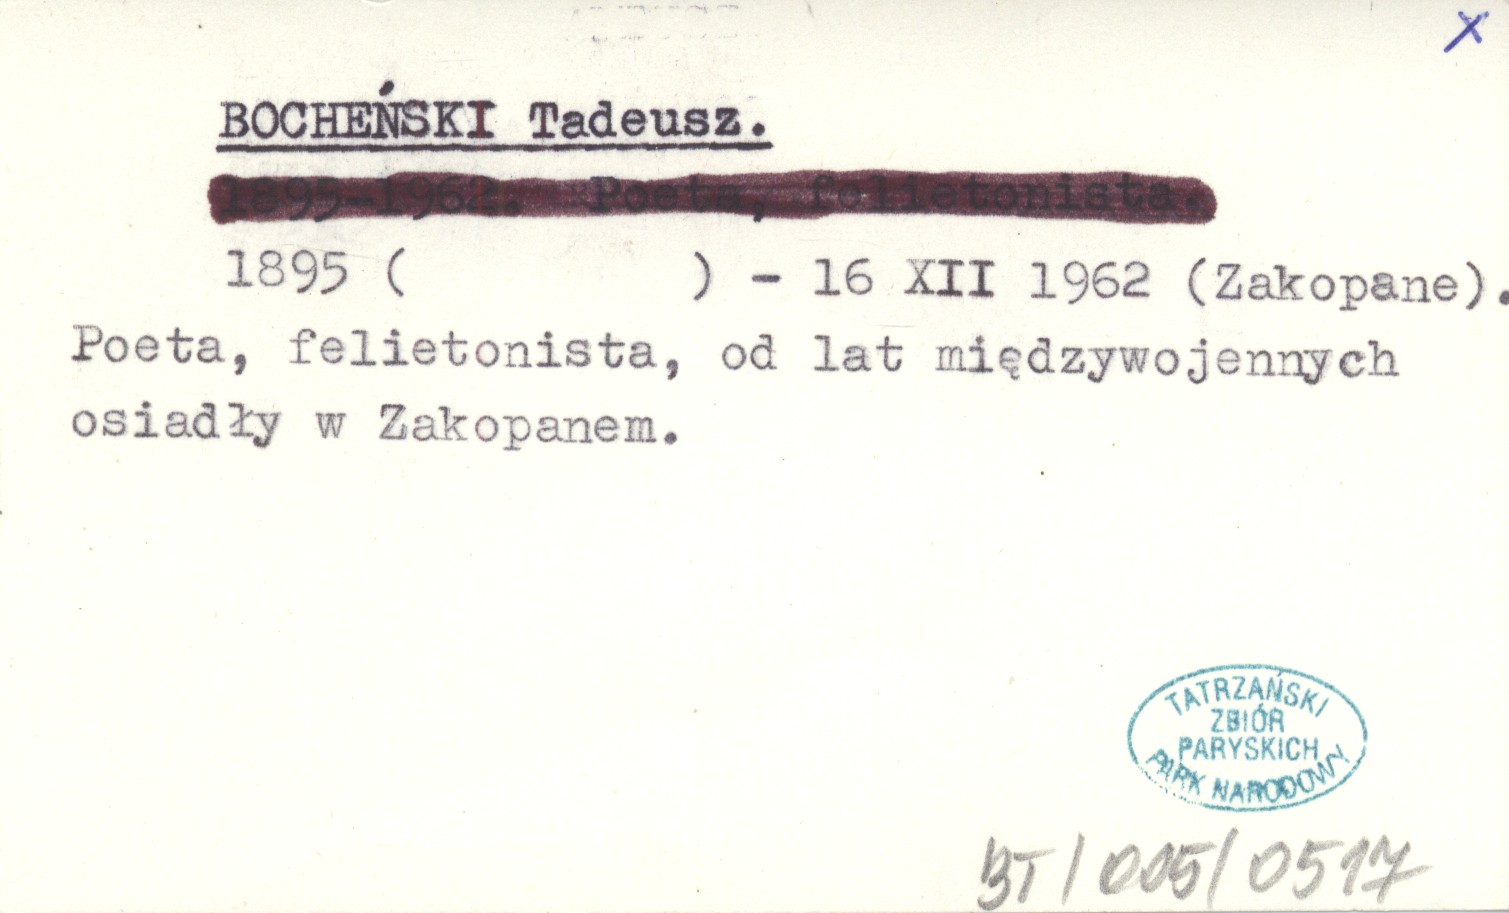 x
BOCHEŃSKI Tadeusz.
1895-1962. Poeta, folietonista.
1895 ( ) - 16 XII 1962 (Zakopane).
Poeta, felietonista, od lat międzywojennych
osiadły w Zakopanem.
TATRZAŃSKI
ZBIÓR
PARYSKICH
PARK NARODOWY
BT/005/0517